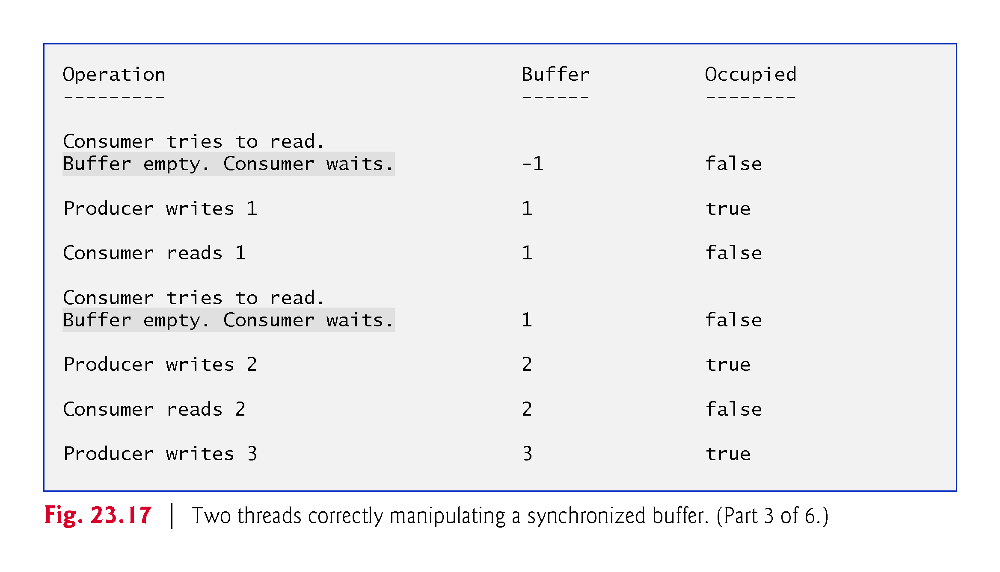 Operation Buffer Occupied
--------- ------ --------
Consumer tries to read.
Buffer empty. Consumer waits. -1 false
Producer writes 1 1 true
Consumer reads 1 1 false
Consumer tries to read.
Buffer empty. Consumer waits. 1 false
Producer writes 2 2 true
Consumer reads 2 2 false
Producer writes 3 3 true
Fig. 23.17 | Two threads correctly manipulating a synchronized buffer. (Part 3 of 6.)